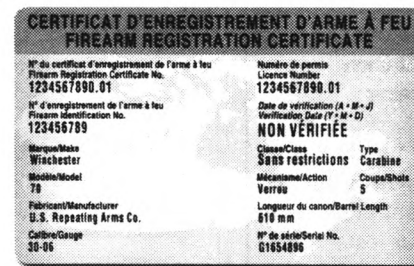 CERTIFICAT D'ENREGISTREMENT D'ARME À FEU
FIREARM REGISTRATION CERTIFICATE
N° du certificat d'enregistrement de l'arme à feu
Firearm Registration Certificate No.
1234567890.01
N° d'enregistrement de l'arme à feu
Firearm Identification No.
123456789
Marque/Make
Winchester
Modèle/Model
70
Fabricant/Manufacturer
U.S. Repeating Arms Co.
Calibre/Gauge
30-06
Numéro de permis
Licence Number
1234567890.01
Date de vérification (A • M • J)
Verification Date (Y • M • D)
NON VÉRIFIÉE
Classe/Class Type
Sans restrictions Carabine
Mécanisme/Action Coups/Shots
Verrou 5
Longueur du canon/Barrel Length
610 mm
N° de série/Serial No.
G1654896